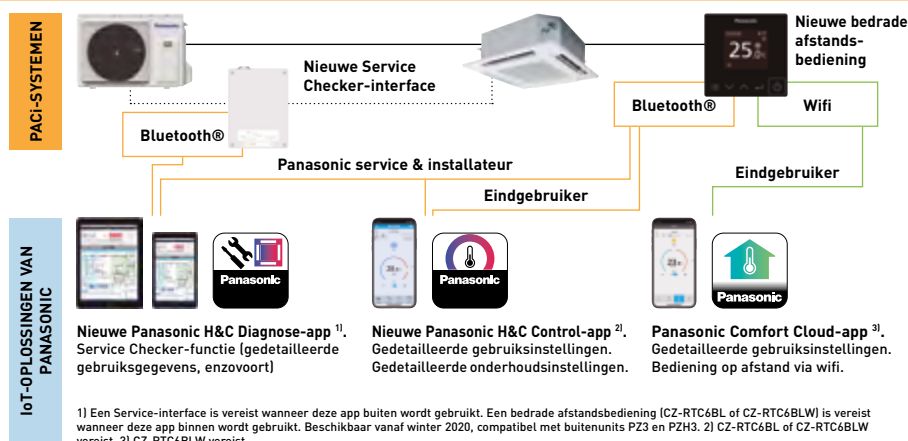 PACi-SYSTEMEN
Panasonic
Nieuwe Service
Checker-interface
Panasonic
25
Nieuwe bedrade
afstands-
bediening
Bluetooth®
Bluetooth®
Wifi
Panasonic service & installateur
Eindgebruiker
Eindgebruiker
IoT-OPLOSSINGEN VAN
PANASONIC
Panasonic
Panasonic
Panasonic
Nieuwe Panasonic H&C Diagnose-app 1).
Service Checker-functie (gedetailleerde
gebruiksgegevens, enzovoort)
Nieuwe Panasonic H&C Control-app 2).
Gedetailleerde gebruiksinstellingen.
Gedetailleerde onderhoudsinstellingen.
Panasonic Comfort Cloud-app 3).
Gedetailleerde gebruiksinstellingen.
Bediening op afstand via wifi.
1) Een Service-interface is vereist wanneer deze app buiten wordt gebruikt. Een bedrade afstandsbediening (CZ-RTC6BL of CZ-RTC6BLW) is vereist
wanneer deze app binnen wordt gebruikt. Beschikbaar vanaf winter 2020, compatibel met buitenunits PZ3 en PZH3. 2) CZ-RTC6BL of CZ-RTC6BLW
vereist. 3) CZ-RTC6BLW vereist.